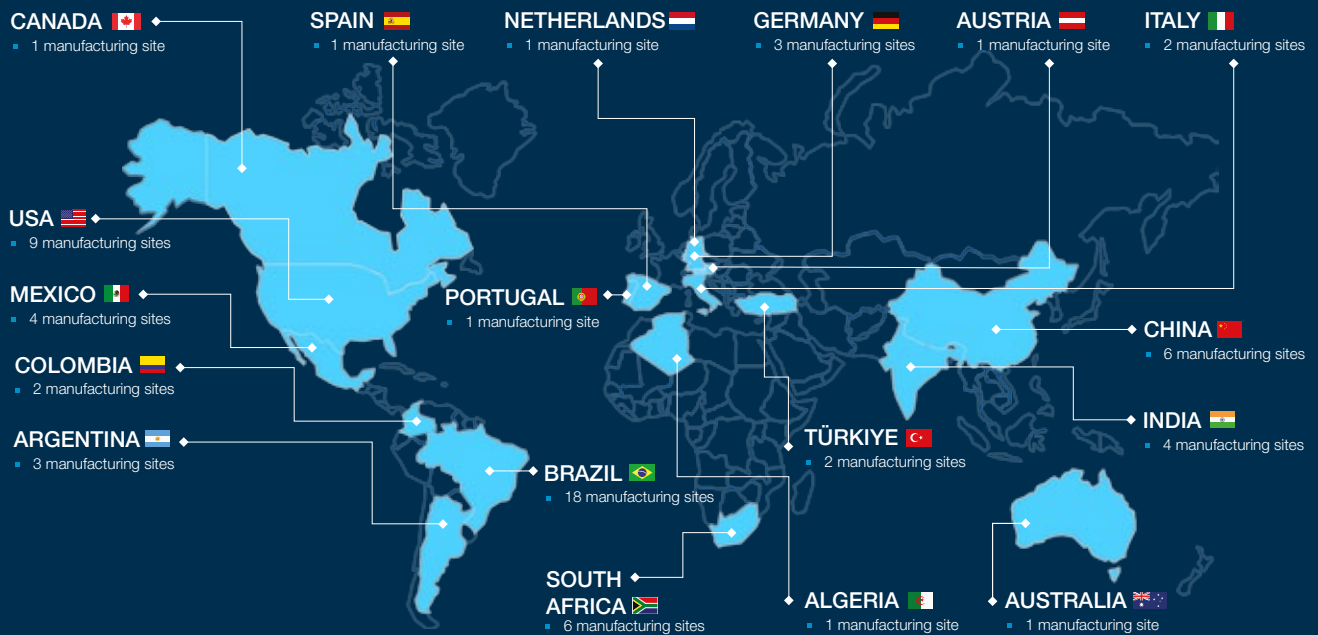 CANADA
1 manufacturing site
SPAIN
1 manufacturing site
NETHERLANDS
1 manufacturing site
GERMANY
3 manufacturing sites
AUSTRIA
1 manufacturing site
ITALY
2 manufacturing sites
USA
9 manufacturing sites
MEXICO
4 manufacturing sites
PORTUGAL
1 manufacturing site
CHINA
6 manufacturing sites
COLOMBIA
2 manufacturing sites
INDIA
4 manufacturing sites
ARGENTINA
3 manufacturing sites
TÜRKIYE
2 manufacturing sites
BRAZIL
18 manufacturing sites
SOUTH
AFRICA
6 manufacturing sites
ALGERIA
1 manufacturing site
AUSTRALIA
1 manufacturing site